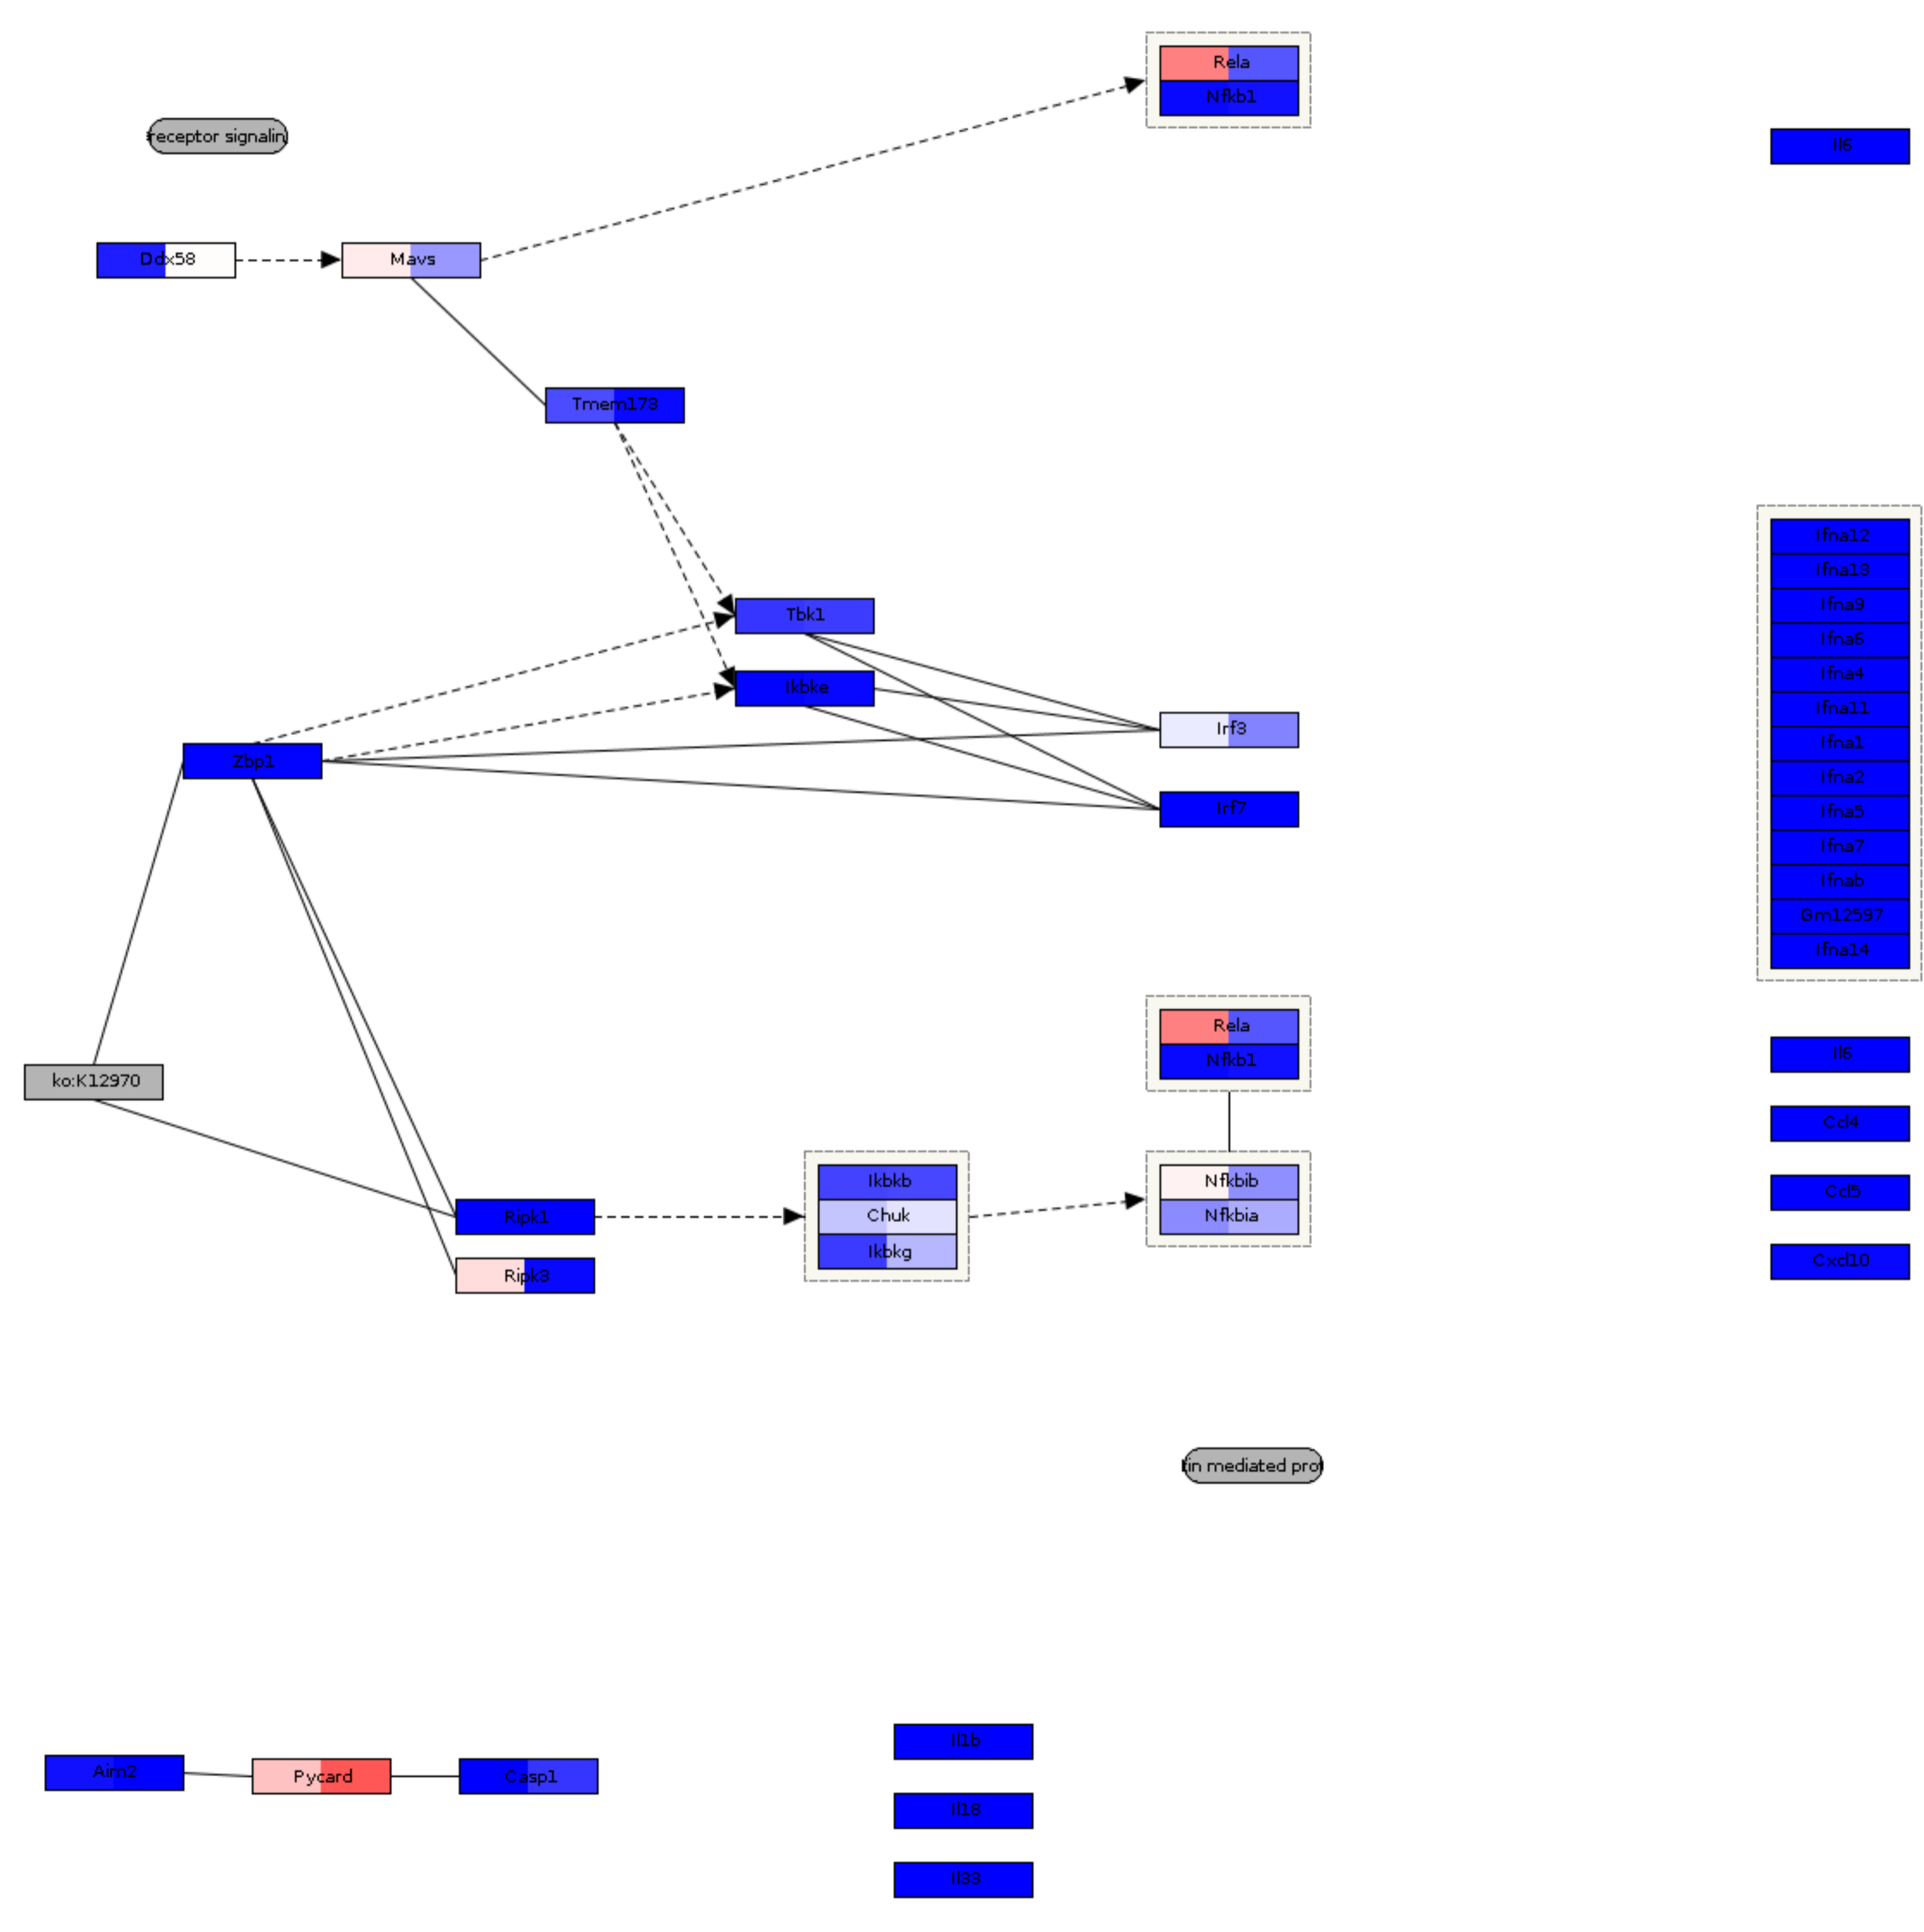 Rela
Nfkb1
receptor signalin
Il6
Ddx58
Mavs
Tmem173
Ifna12
Ifna13
Ifna9
Tbk1
Ifna6
Ifna4
Ikbke
Ifna11
Irf3
Ifna1
Zbp1
Ifna2
Irf7
Ifna5
Ifna7
Ifnab
Gm12597
Ifna14
Rela
Nfkb1
Il6
ko:K12970
Ccl4
Ikbkb
Nfkbib
Ccl5
Ripk1
Chuk
Nfkbia
Ikbkg
Cxcl10
Ripk3
tin mediated prot
Il1b
Aim2
Pycard
Casp1
Il18
Il33